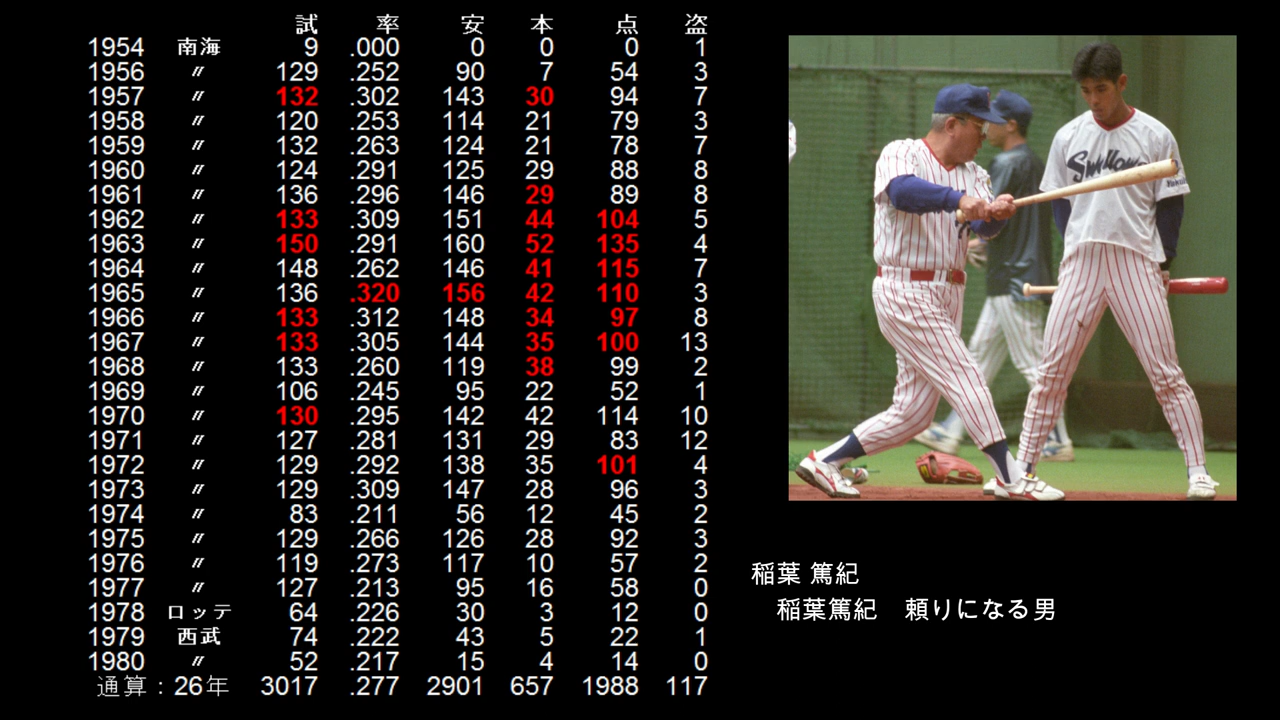 試 率 安 本 点 盗
1954 南海 9 .000 0 0 0 1
1956 〃 129 .252 90 7 54 3
1957 〃 132 .302 143 30 94 7
1958 〃 120 .253 114 21 79 3
1959 〃 132 .263 124 21 78 7
1960 〃 124 .291 125 29 88 8
1961 〃 136 .296 146 29 89 8
1962 〃 133 .309 151 44 104 5
1963 〃 150 .291 160 52 135 4
1964 〃 148 .262 146 41 115 7
1965 〃 136 .320 156 42 110 3
1966 〃 133 .312 148 34 97 8
1967 〃 133 .305 144 35 100 13
1968 〃 133 .260 119 38 99 2
1969 〃 106 .245 95 22 52 1
1970 〃 130 .295 142 42 114 10
1971 〃 127 .281 131 29 83 12
1972 〃 129 .292 138 35 101 4
1973 〃 129 .309 147 28 96 3
1974 〃 83 .211 56 12 45 2
1975 〃 129 .266 126 28 92 3
1976 〃 119 .273 117 10 57 2
1977 〃 127 .213 95 16 58 0
1978 ロッテ 64 .226 30 3 12 0
1979 西武 74 .222 43 5 22 1
1980 〃 52 .217 15 4 14 0
通算：26年 3017 .277 2901 657 1988 117
Swallows
稲葉 篤紀
稲葉篤紀　頼りになる男